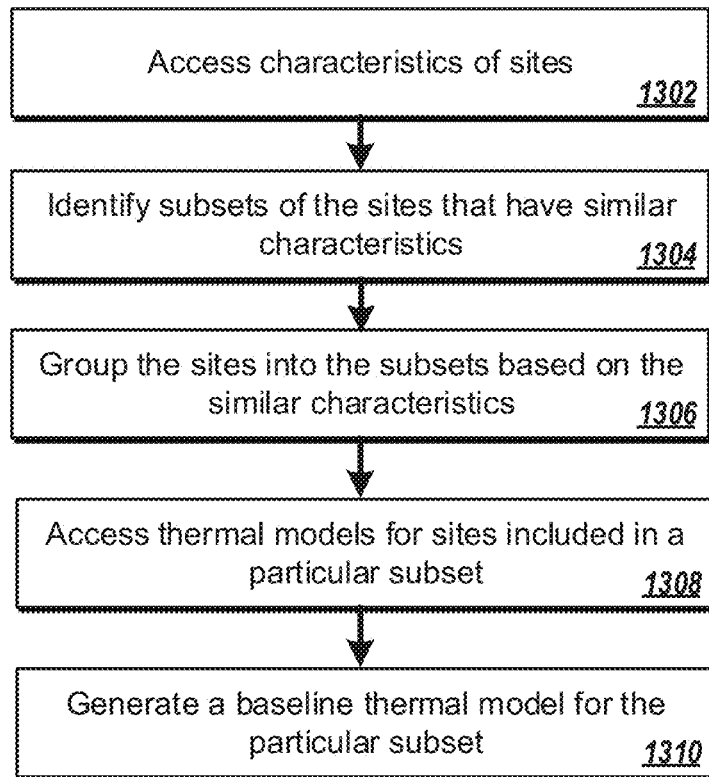 Access characteristics of sites
1302
Identify subsets of the sites that have similar
characteristics
1304
Group the sites into the subsets based on the
similar characteristics
1306
Access thermal models for sites included in a
particular subset
1308
Generate a baseline thermal model for the
particular subset
1310